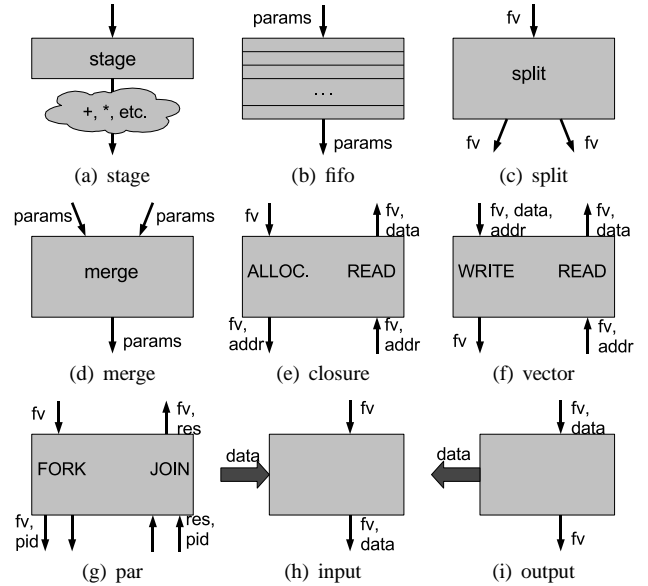 params
fv
stage
split
+, *, etc.
...
params
fv
fv
(a) stage
(b) fifo
(c) split
params
params
fv
fv,
data
fv, data,
addr
fv,
data
merge
ALLOC.
READ
WRITE
READ
params
fv,
addr
fv,
addr
fv
fv,
addr
(d) merge
(e) closure
(f) vector
fv
fv,
res
fv
fv,
data
FORK
JOIN
data
data
fv,
pid
res,
pid
fv,
data
fv
(g) par
(h) input
(i) output